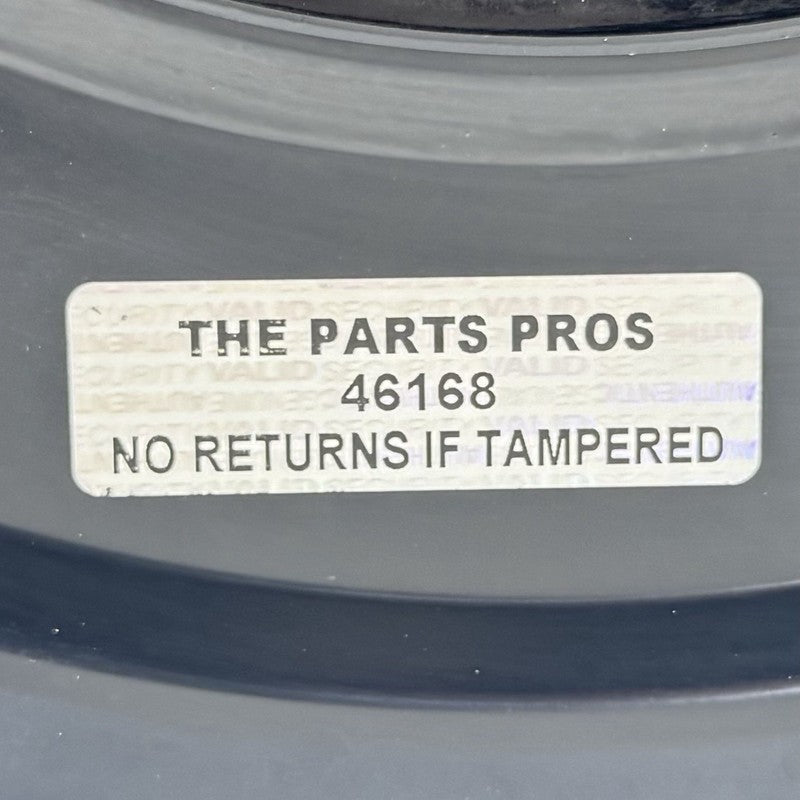 THE PARTS PROS
46168
NO RETURNS IF TAMPERED